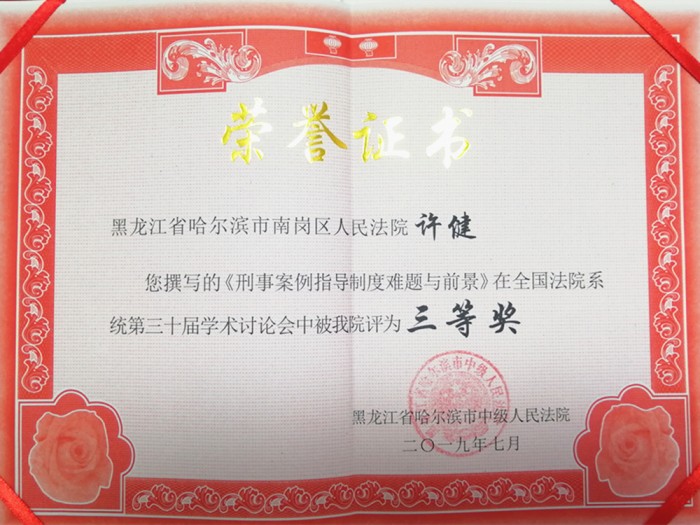 荣誉证书
黑龙江省哈尔滨市南岗区人民法院 许健
您撰写的《刑事案例指导制度难题与前景》在全国法院系
统第三十届学术讨论会中被我院评为 三等奖
黑龙江省哈尔滨市中级人民法院
二〇一九年七月